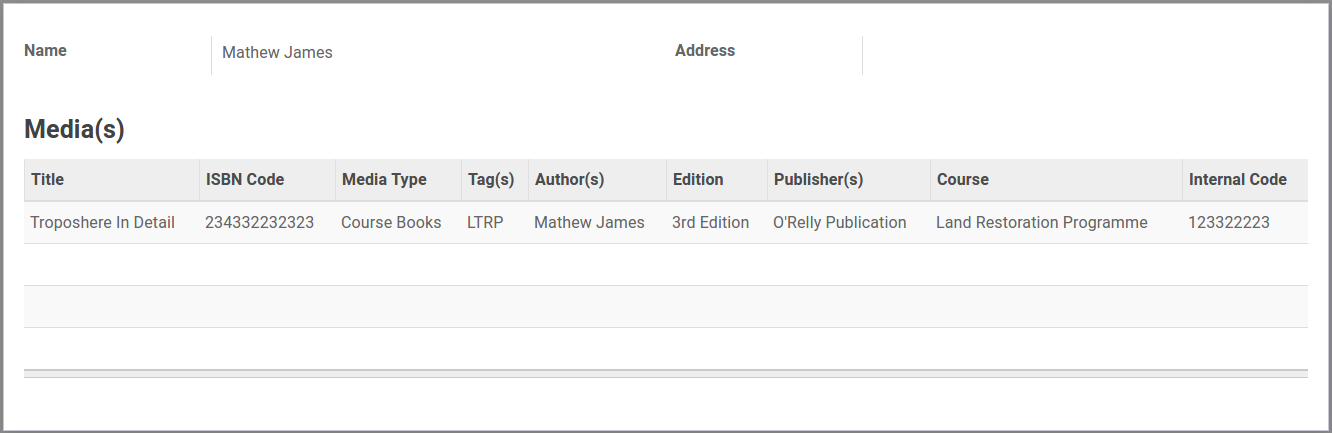 Name Mathew James Address
Media(s)
Title ISBN Code Media Type Tag(s) Author(s) Edition Publisher(s) Course Internal Code
Troposhere In Detail 234332232323 Course Books LTRP Mathew James 3rd Edition O'Relly Publication Land Restoration Programme 123322223